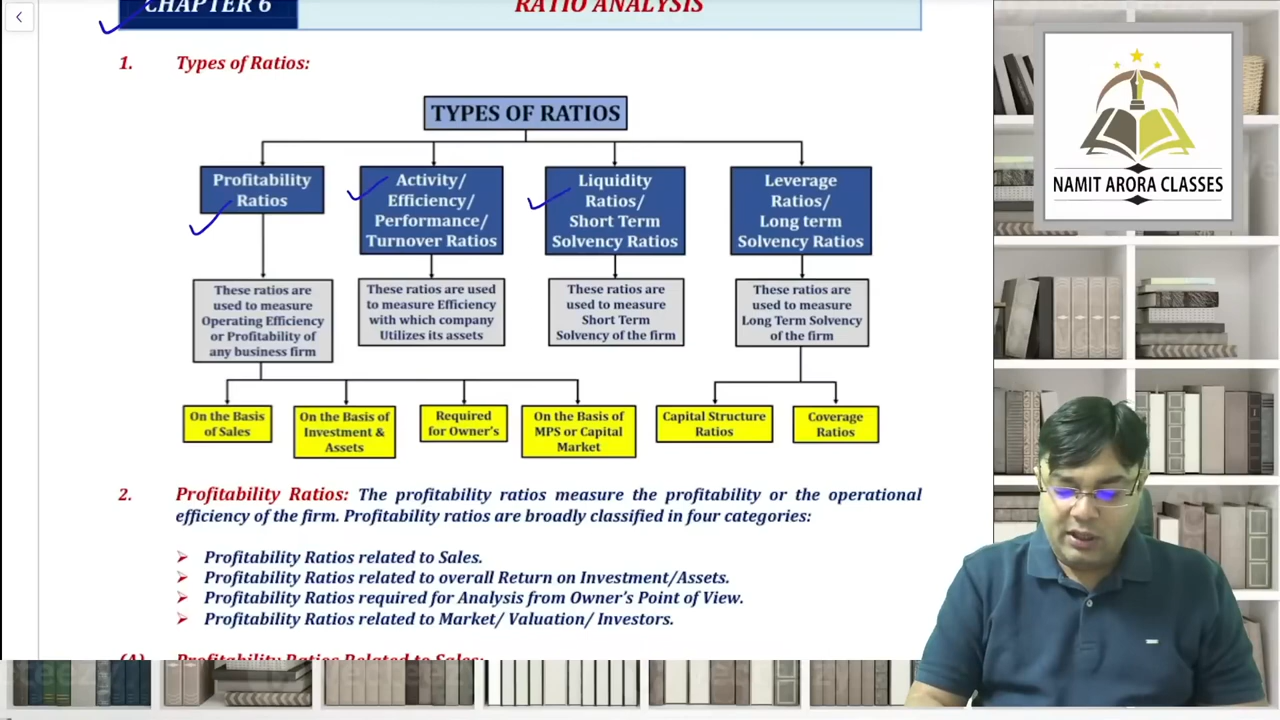 CHAPTER 6
RATIO ANALYSIS
1. Types of Ratios:
TYPES OF RATIOS
Profitability
Ratios
Activity/
Efficiency/
Performance/
Turnover Ratios
Liquidity
Ratios/
Short Term
Solvency Ratios
Leverage
Ratios/
Long term
Solvency Ratios
These ratios are
used to measure
Operating Efficiency
or Profitability of
any business firm
These ratios are used
to measure Efficiency
with which company
Utilizes its assets
These ratios are
used to measure
Short Term
Solvency of the firm
These ratios are
used to measure
Long Term Solvency
of the firm
On the Basis
of Sales
On the Basis of
Investment &
Assets
Required
for Owner's
On the Basis of
MPS or Capital
Market
Capital Structure
Ratios
Coverage
Ratios
2. Profitability Ratios: The profitability ratios measure the profitability or the operational
efficiency of the firm. Profitability ratios are broadly classified in four categories:
Profitability Ratios related to Sales.
Profitability Ratios related to overall Return on Investment/Assets.
Profitability Ratios required for Analysis from Owner's Point of View.
Profitability Ratios related to Market/ Valuation/ Investors.
(A) Profitability Ratios Related to Sales:
NAMIT ARORA CLASSES